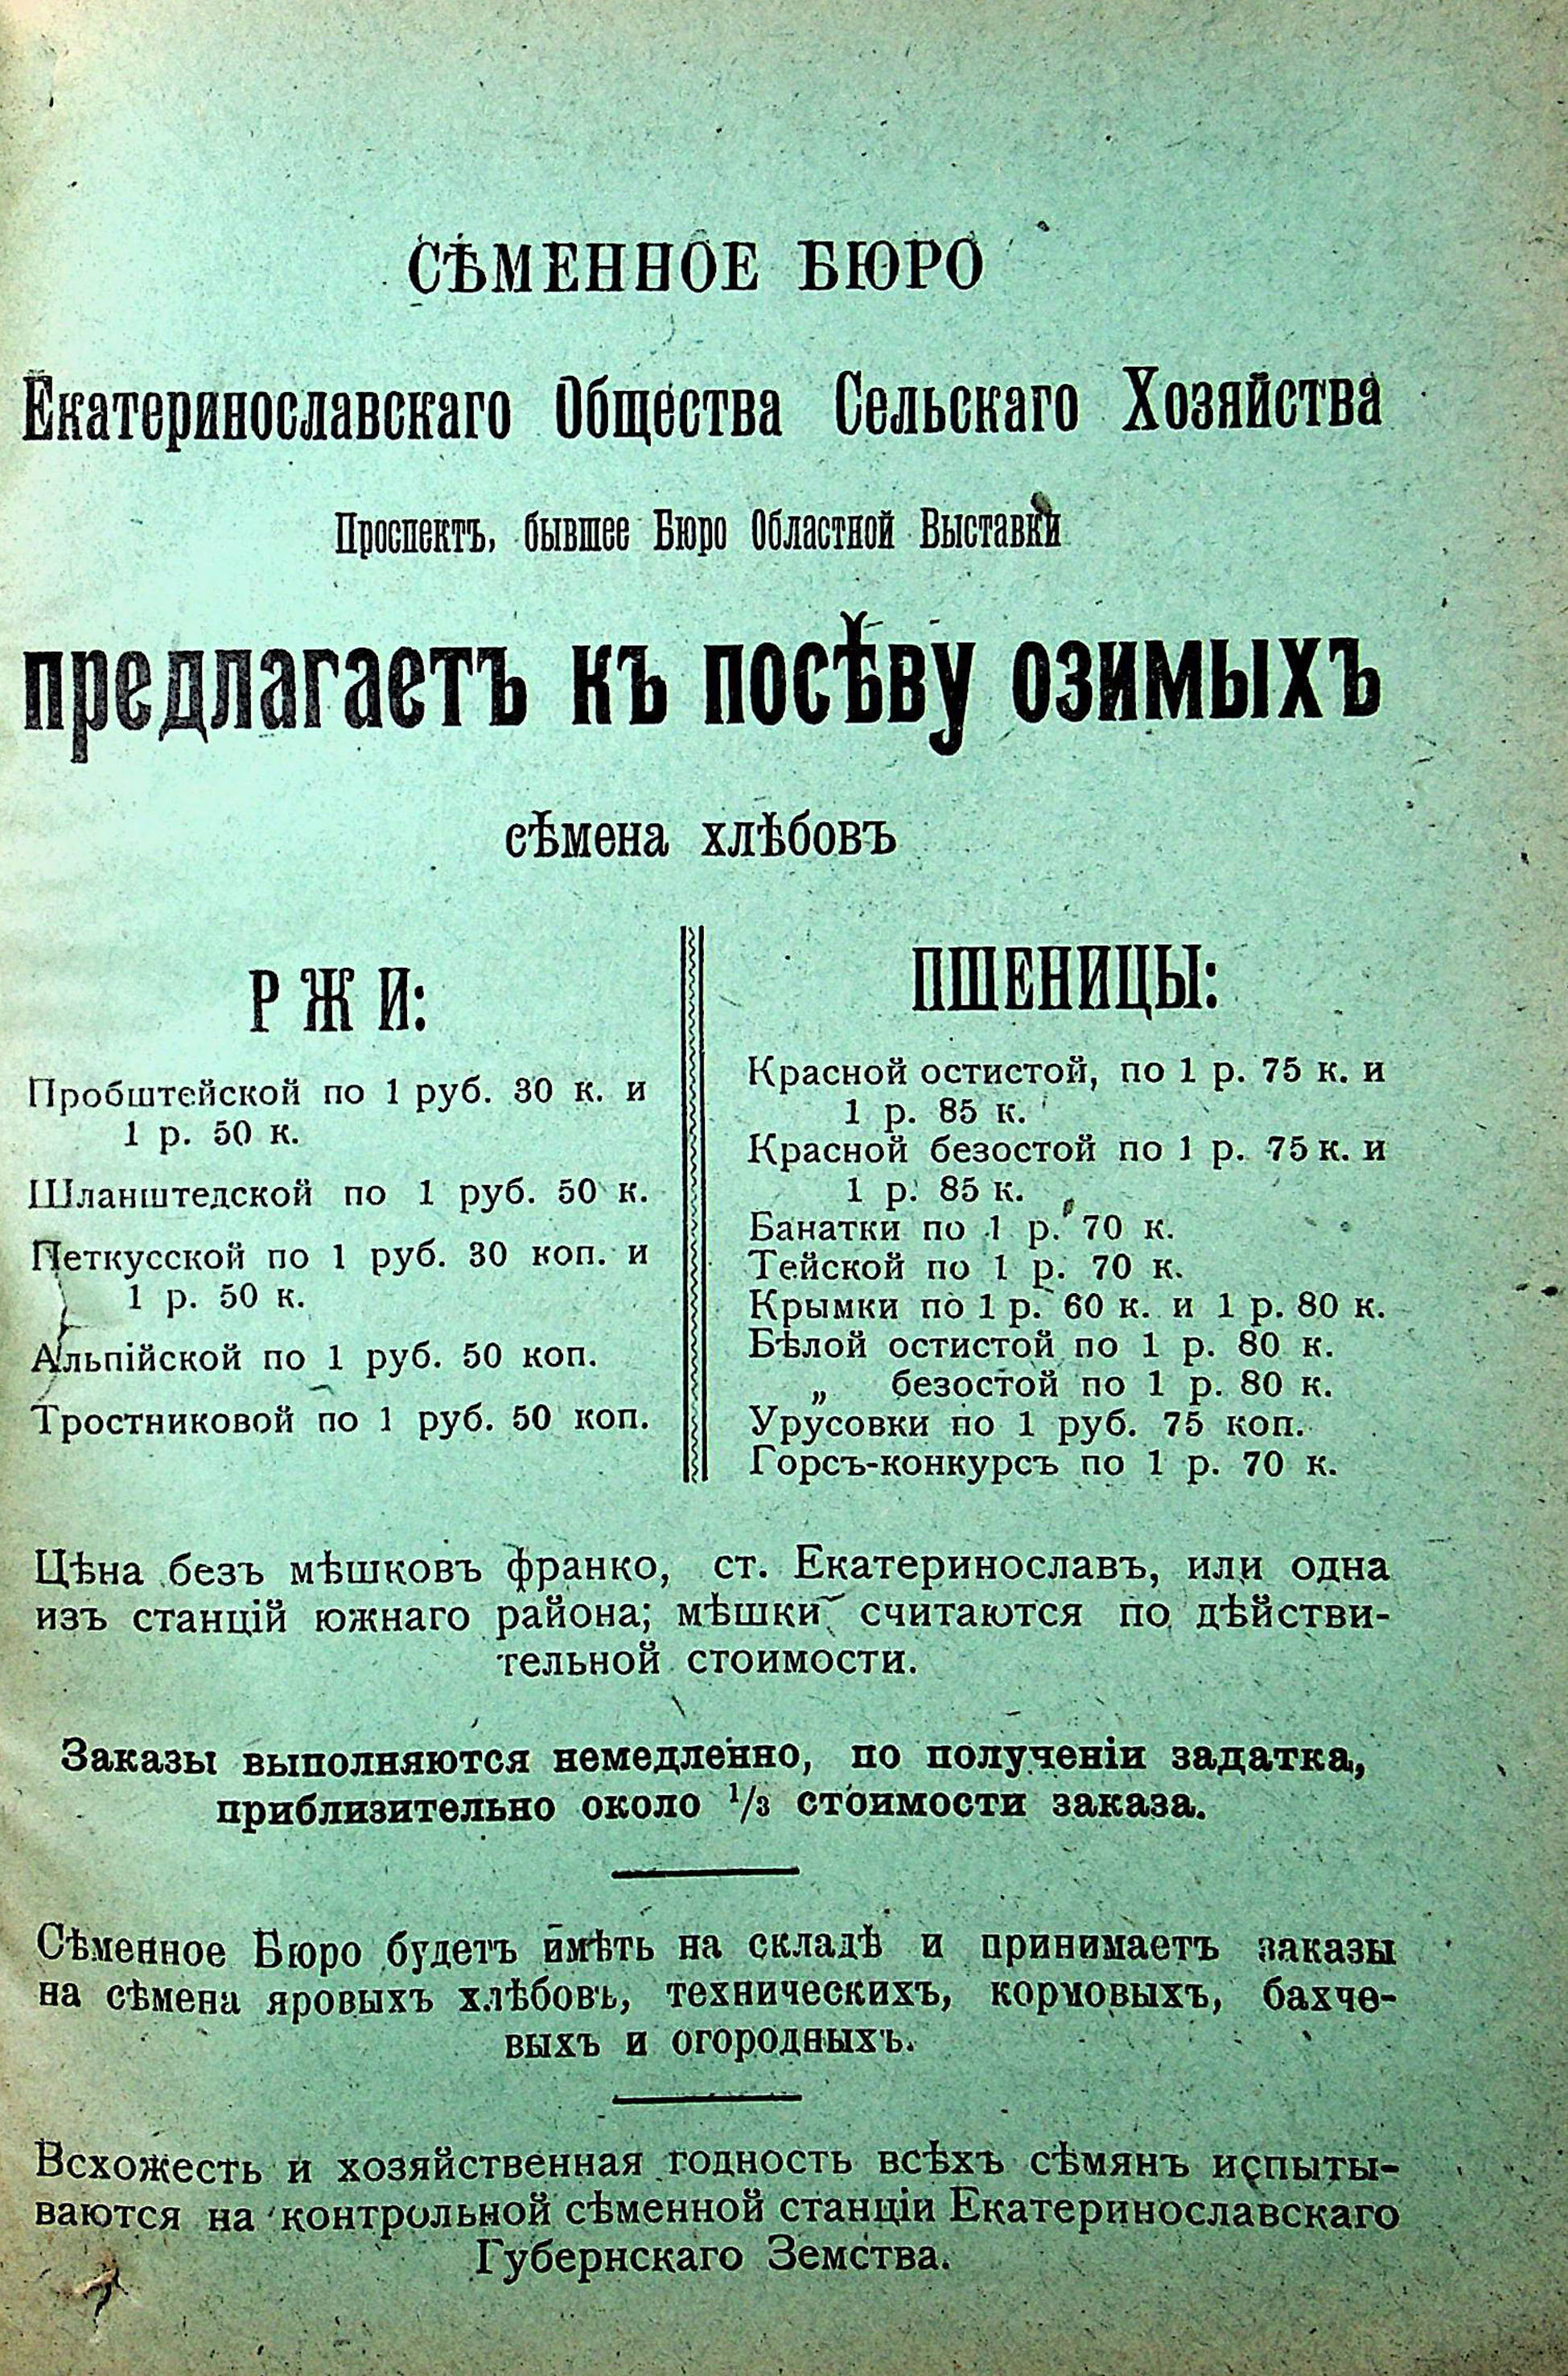 СѢМЕННОЕ БЮРО
Екатеринославскаго Общества Сельскаго Хозяйства
Проспектъ, бывшее Бюро Областной Выставки
предлагаетъ къ посѣву озимыхъ
сѣмена хлѣбовъ
РЖИ:
Пробштейской по 1 руб. 30 к. и
1 р. 50 к.
Шланштедской по 1 руб. 50 к.
Петкусской по 1 руб. 30 коп. и
1 р. 50 к.
Альпійской по 1 руб. 50 коп.
Тростниковой по 1 руб. 50 коп.
ПШЕНИЦЫ:
Красной остистой, по 1 р. 75 к. и
1 р. 85 к.
Красной безостой по 1 р. 75 к. и
1 р. 85 к.
Банатки по 1 р. 70 к.
Тейской по 1 р. 70 к.
Крымки по 1 р. 60 к. и 1 р. 80 к.
Бѣлой остистой по 1 р. 80 к.
„ безостой по 1 р. 80 к.
Урусовки по 1 руб. 75 коп.
Горсъ-конкурсъ по 1 р. 70 к.
Цѣна безъ мѣшковъ франко, ст. Екатеринославъ, или одна
изъ станцій южнаго района; мѣшки считаются по дѣйстви-
тельной стоимости.
Заказы выполняются немедленно, по полученіи задатка,
приблизительно около 1/3 стоимости заказа.
Сѣменное Бюро будетъ имѣть на складѣ и принимаетъ заказы
на сѣмена яровыхъ хлѣбовъ, техническихъ, кормовыхъ, бахче-
выхъ и огородныхъ.
Всхожесть и хозяйственная годность всѣхъ сѣмянъ испыты-
ваются на контрольной сѣменной станціи Екатеринославскаго
Губернскаго Земства.